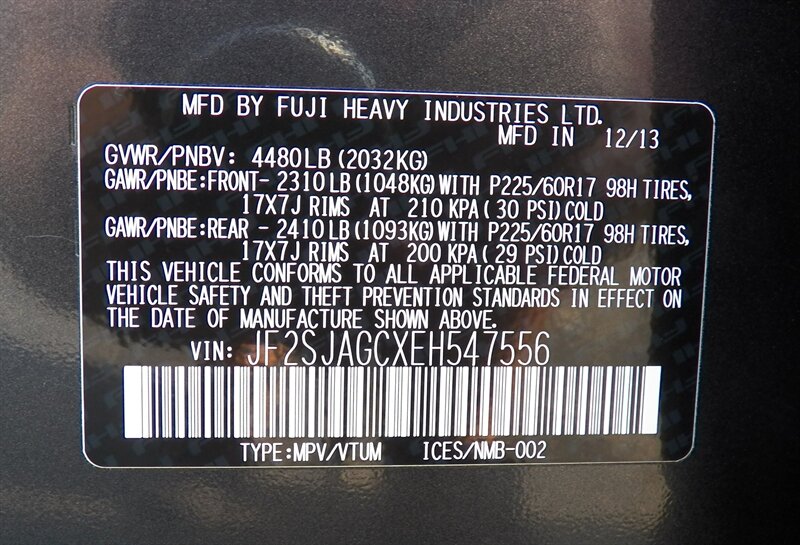 MFD BY FUJI HEAVY INDUSTRIES LTD.
MFD IN 12/13
GVWR/PNBV: 4480LB (2032KG)
GAWR/PNBE:FRONT- 2310LB (1048KG) WITH P225/60R17 98H TIRES,
17X7J RIMS AT 210 KPA ( 30 PSI) COLD
GAWR/PNBE:REAR - 2410LB (1093KG) WITH P225/60R17 98H TIRES,
17X7J RIMS AT 200 KPA ( 29 PSI) COLD
THIS VEHICLE CONFORMS TO ALL APPLICABLE FEDERAL MOTOR
VEHICLE SAFETY AND THEFT PREVENTION STANDARDS IN EFFECT ON
THE DATE OF MANUFACTURE SHOWN ABOVE.
VIN: JF2SJAGCXEH547556
TYPE:MPV/VTUM ICES/NMB-002